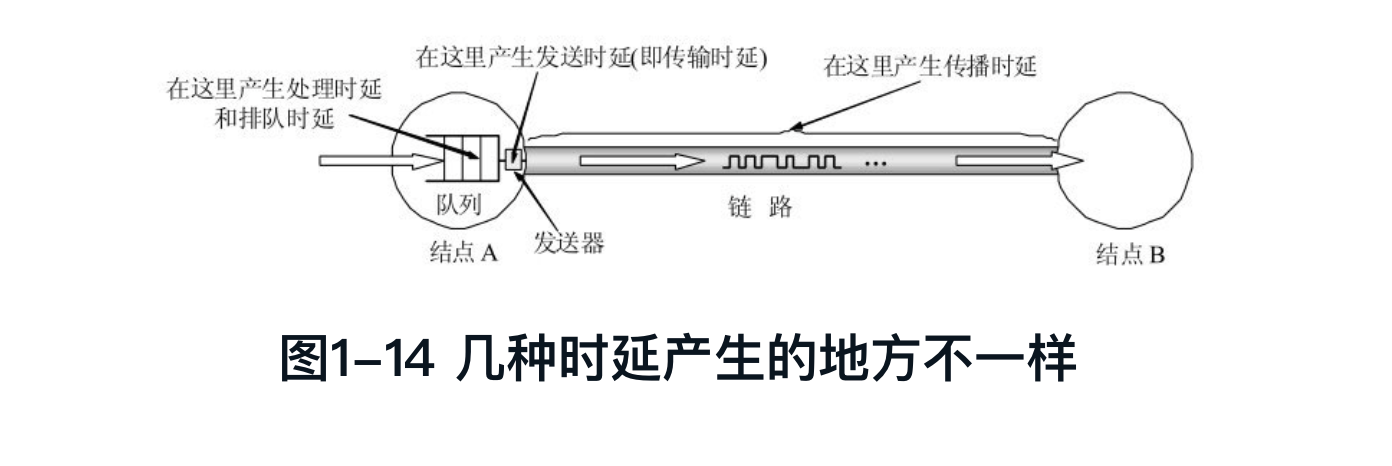 在这里产生发送时延(即传输时延)
在这里产生传播时延
在这里产生处理时延
和排队时延
队列
链 路
发送器
结点 A
结点 B
图1-14 几种时延产生的地方不一样